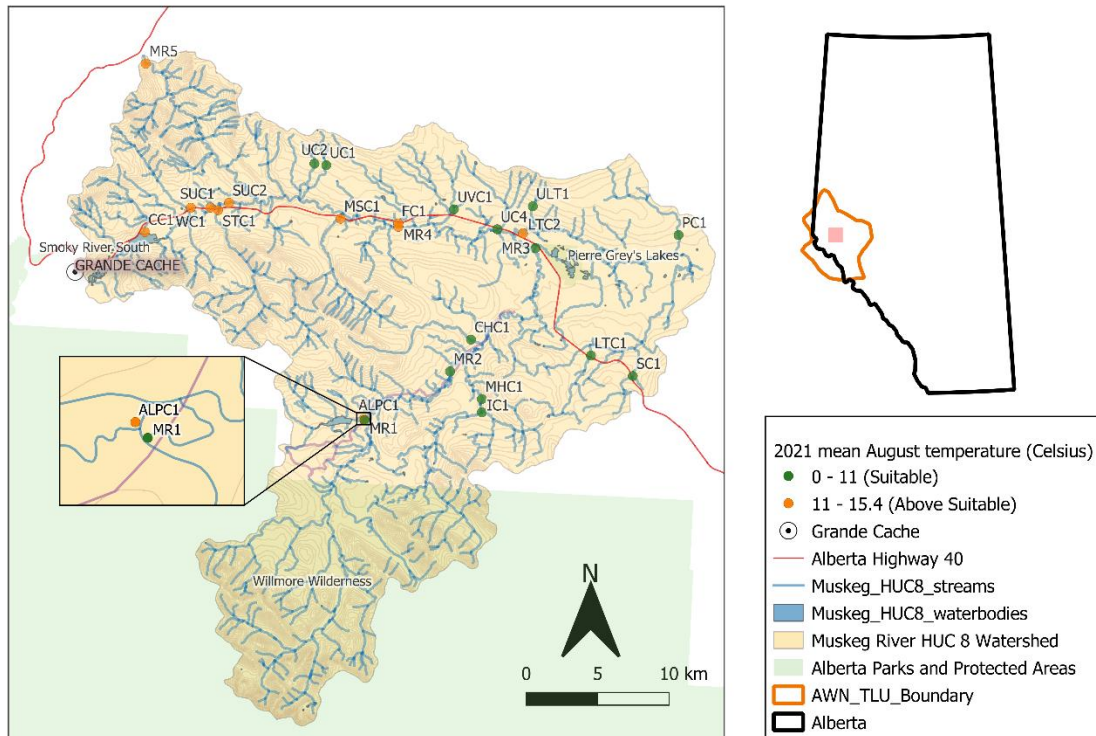 MR5
UC2
UC1
SUC1
SUC2
UVC1
ULT1
CC1
WC1
STC1
MSC1
FC1
MR4
UC4
LTC2
MR3
PC1
Smoky River South
GRANDE CACHE
Pierre Grey's Lakes
CHC1
LTC1
MR2
SC1
MHC1
IC1
ALPC1
MR1
ALPC1
MR1
Willmore Wilderness
N
0 5 10 km
2021 mean August temperature (Celsius)
0 - 11 (Suitable)
11 - 15.4 (Above Suitable)
Grande Cache
Alberta Highway 40
Muskeg_HUC8_streams
Muskeg_HUC8_waterbodies
Muskeg River HUC 8 Watershed
Alberta Parks and Protected Areas
AWN_TLU_Boundary
Alberta